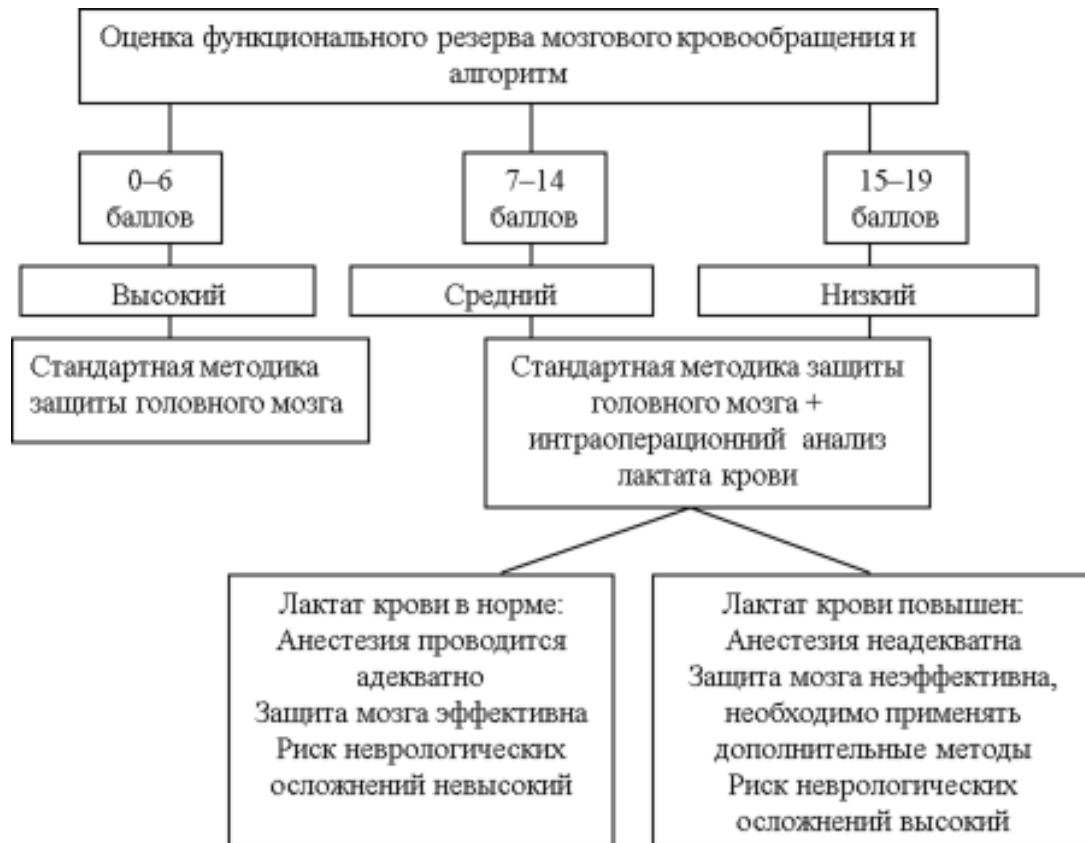 Оценка функционального резерва мозгового кровообращения и
алгоритм
0–6
баллов
7–14
баллов
15–19
баллов
Высокий
Средний
Низкий
Стандартная методика
защиты головного мозга
Стандартная методика защиты
головного мозга +
интраоперационний анализ
лактата крови
Лактат крови в норме:
Анестезия проводится
адекватно
Защита мозга эффективна
Риск неврологических
осложнений невысокий
Лактат крови повышен:
Анестезия неадекватна
Защита мозга неэффективна,
необходимо применять
дополнительные методы
Риск неврологических
осложнений высокий